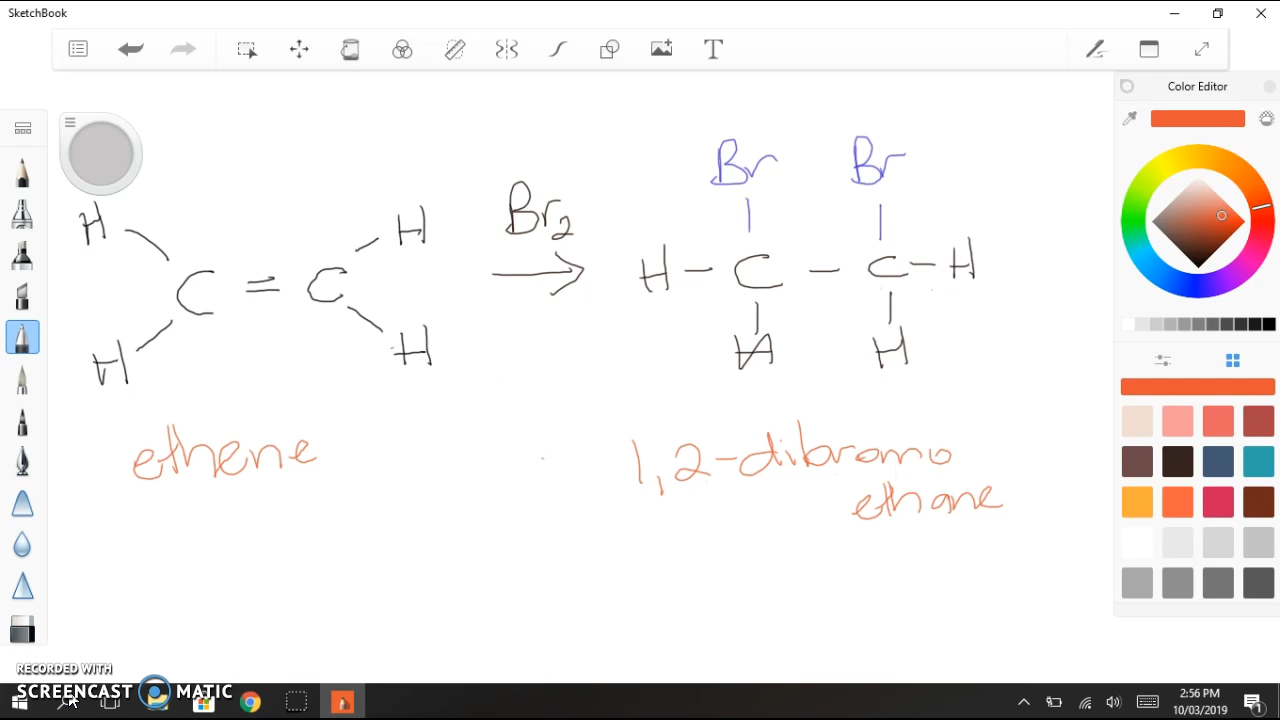 SketchBook
T
Color Editor
Br Br
H H Br₂
C = C → H - C - C - H
H H H H
ethene 1,2-dibromo
ethane
RECORDED WITH
SCREENCAST MATIC
2:56 PM
10/03/2019
1